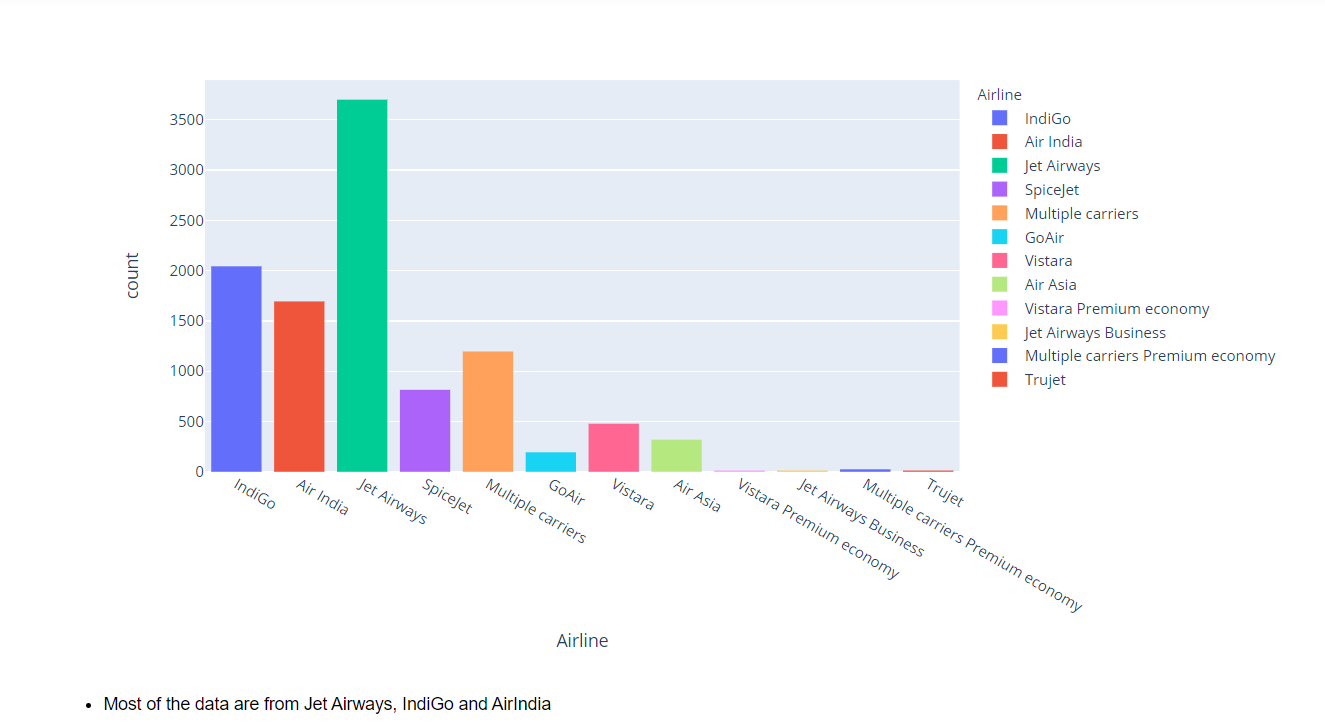 3500
3000
2500
2000
1500
1000
500
0
count
IndiGo
Air India
Jet Airways
SpiceJet
Multiple carriers
GoAir
Vistara
Air Asia
Vistara Premium economy
Jet Airways Business
Multiple carriers Premium economy
Trujet
Airline
Airline
IndiGo
Air India
Jet Airways
SpiceJet
Multiple carriers
GoAir
Vistara
Air Asia
Vistara Premium economy
Jet Airways Business
Multiple carriers Premium economy
Trujet
• Most of the data are from Jet Airways, IndiGo and AirIndia